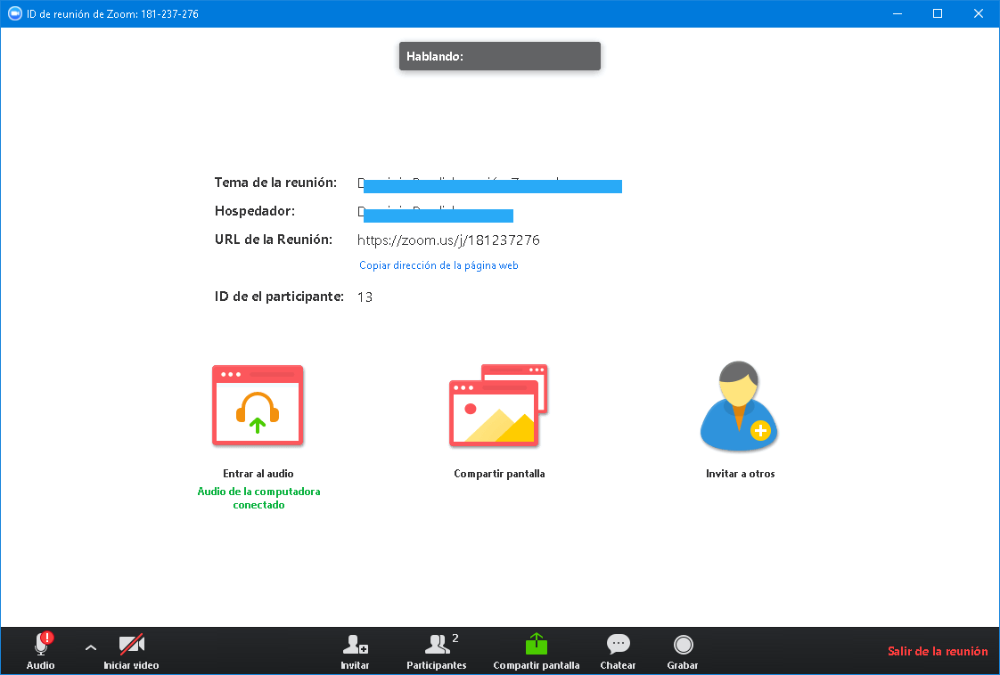 ID de reunión de Zoom: 181-237-276
Hablando:
Tema de la reunión:
Hospedador:
URL de la Reunión: https://zoom.us/j/181237276
Copiar dirección de la página web
ID de el participante: 13
Entrar al audio
Audio de la computadora
conectado
Compartir pantalla
Invitar a otros
2
Audio
Iniciar video
Invitar
Participantes
Compartir pantalla
Chatear
Grabar
Salir de la reunión